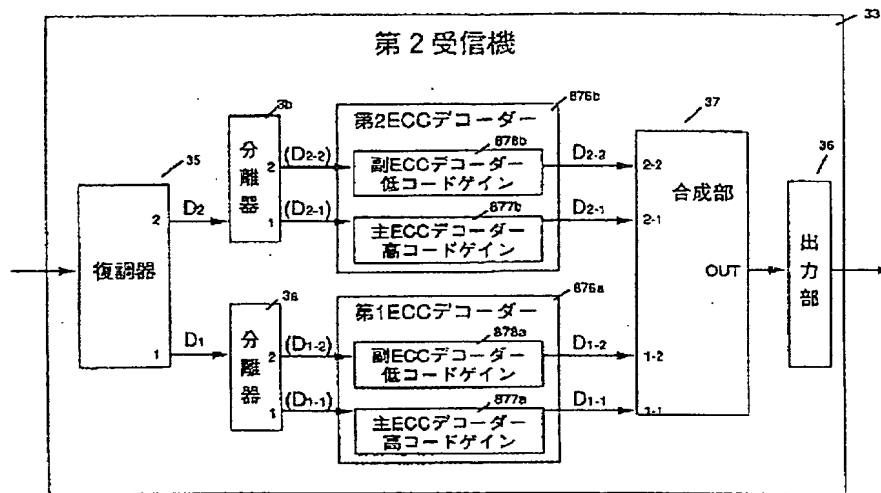 33
第2受信機
876b
37
3b
第2ECCデコーダー
36
878b
35
分離器
2
(D2-2)
副ECCデコーダー
低コードゲイン
D2-3
2-2
合成部
877b
2
D2
1
(D2-1)
主ECCデコーダー
高コードゲイン
D2-1
2-1
復調器
OUT
出力部
876a
3a
第1ECCデコーダー
878a
1
D1
分離器
2
(D1-2)
副ECCデコーダー
低コードゲイン
D1-2
1-2
877a
1
(D1-1)
主ECCデコーダー
高コードゲイン
D1-1
1-1